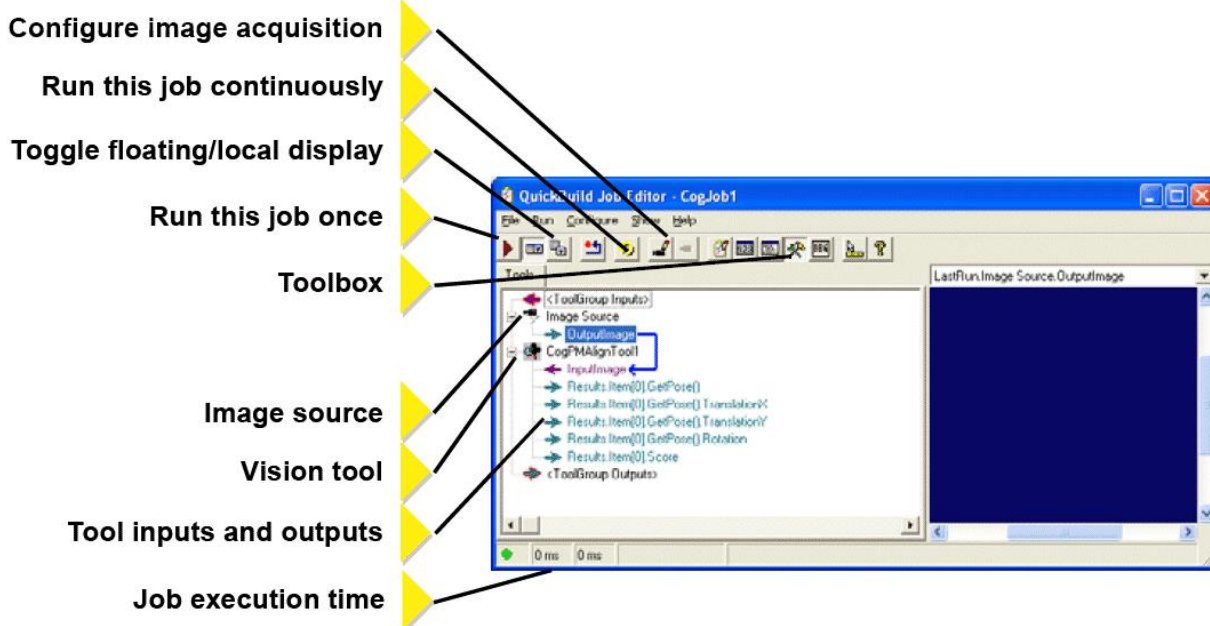 Configure image acquisition
Run this job continuously
Toggle floating/local display
Run this job once
Toolbox
Image source
Vision tool
Tool inputs and outputs
Job execution time
QuickBuild Job Editor - CogJob1
File Run Configure Show Help
Tools
<ToolGroup Inputs>
Image Source
OutputImage
CogPMAlignTool1
InputImage
Results.Item[0].GetPose()
Results.Item[0].GetPose().TranslationX
Results.Item[0].GetPose().TranslationY
Results.Item[0].GetPose().Rotation
Results.Item[0].Score
<ToolGroup Outputs>
LastRun.Image Source.OutputImage
0 ms 0 ms